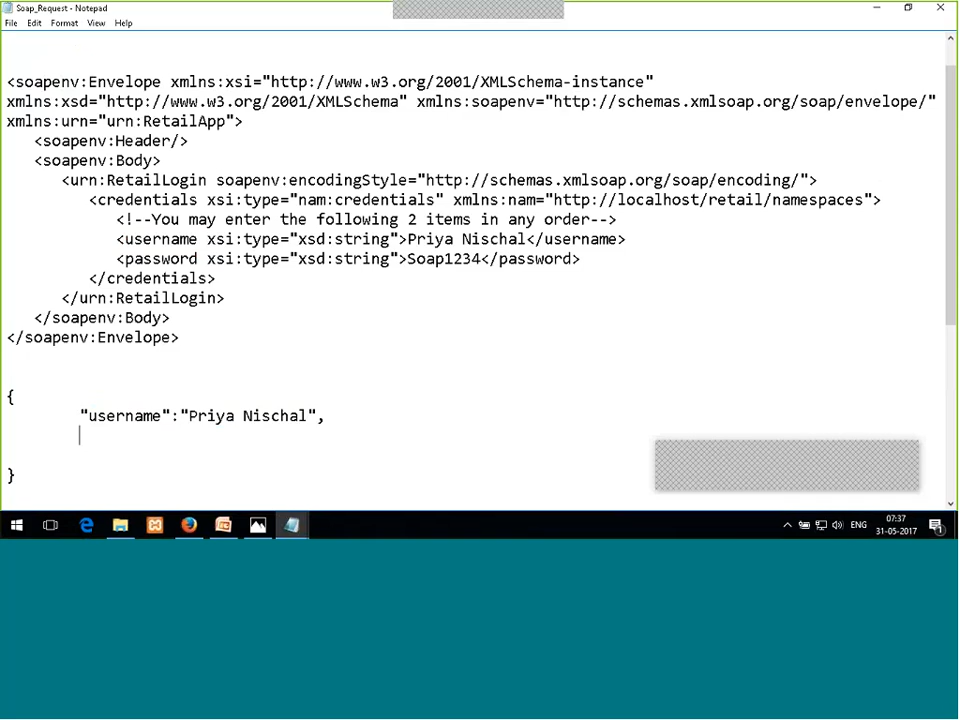 Soap_Request - Notepad
File Edit Format View Help
<soapenv:Envelope xmlns:xsi="http://www.w3.org/2001/XMLSchema-instance"
xmlns:xsd="http://www.w3.org/2001/XMLSchema" xmlns:soapenv="http://schemas.xmlsoap.org/soap/envelope/"
xmlns:urn="urn:RetailApp">
<soapenv:Header/>
<soapenv:Body>
<urn:RetailLogin soapenv:encodingStyle="http://schemas.xmlsoap.org/soap/encoding/">
<credentials xsi:type="nam:credentials" xmlns:nam="http://localhost/retail/namespaces">
<!--You may enter the following 2 items in any order-->
<username xsi:type="xsd:string">Priya Nischal</username>
<password xsi:type="xsd:string">Soap1234</password>
</credentials>
</urn:RetailLogin>
</soapenv:Body>
</soapenv:Envelope>
{
"username":"Priya Nischal",
}
ENG
07:37
31-05-2017
1